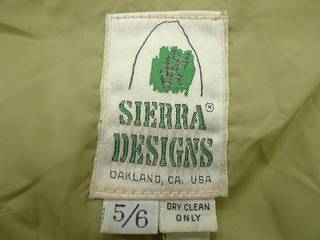 SIERRA®
DESIGNS
OAKLAND, CA. USA
5/6
DRY CLEAN
ONLY